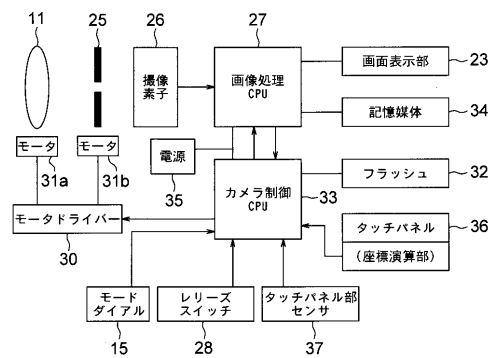 11
25
26
27
撮像
素子
画像処理
CPU
画面表示部
23
記憶媒体
34
モータ
31a
モータ
31b
電源
35
カメラ制御
CPU
33
フラッシュ
32
モータドライバー
30
タッチパネル
(座標演算部)
36
モード
ダイアル
15
レリーズ
スイッチ
28
タッチパネル部
センサ
37